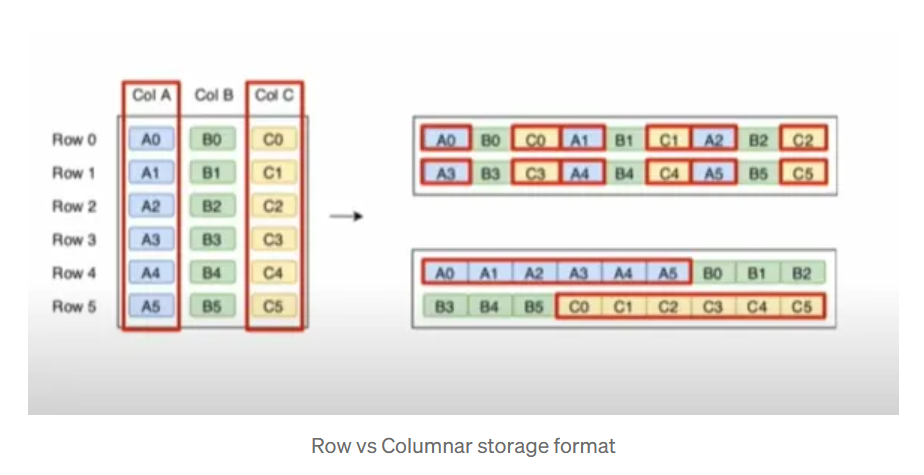 Col A Col B Col C
Row 0 A0 B0 C0
Row 1 A1 B1 C1
Row 2 A2 B2 C2
Row 3 A3 B3 C3
Row 4 A4 B4 C4
Row 5 A5 B5 C5
A0 B0 C0 A1 B1 C1 A2 B2 C2
A3 B3 C3 A4 B4 C4 A5 B5 C5
A0 A1 A2 A3 A4 A5 B0 B1 B2
B3 B4 B5 C0 C1 C2 C3 C4 C5
Row vs Columnar storage format